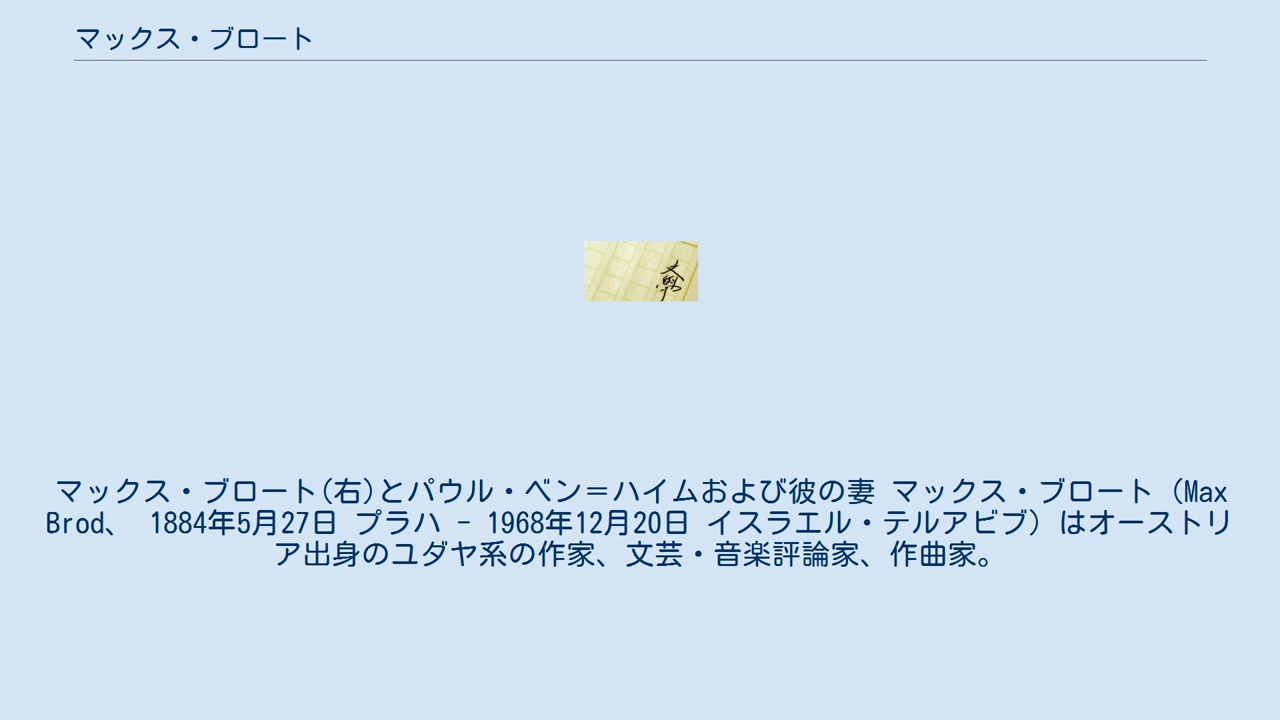 マックス・ブロート
マックス・ブロート(右)とパウル・ベン＝ハイムおよび彼の妻 マックス・ブロート（Max
Brod、 1884年5月27日 プラハ - 1968年12月20日 イスラエル・テルアビブ）はオーストリ
ア出身のユダヤ系の作家、文芸・音楽評論家、作曲家。